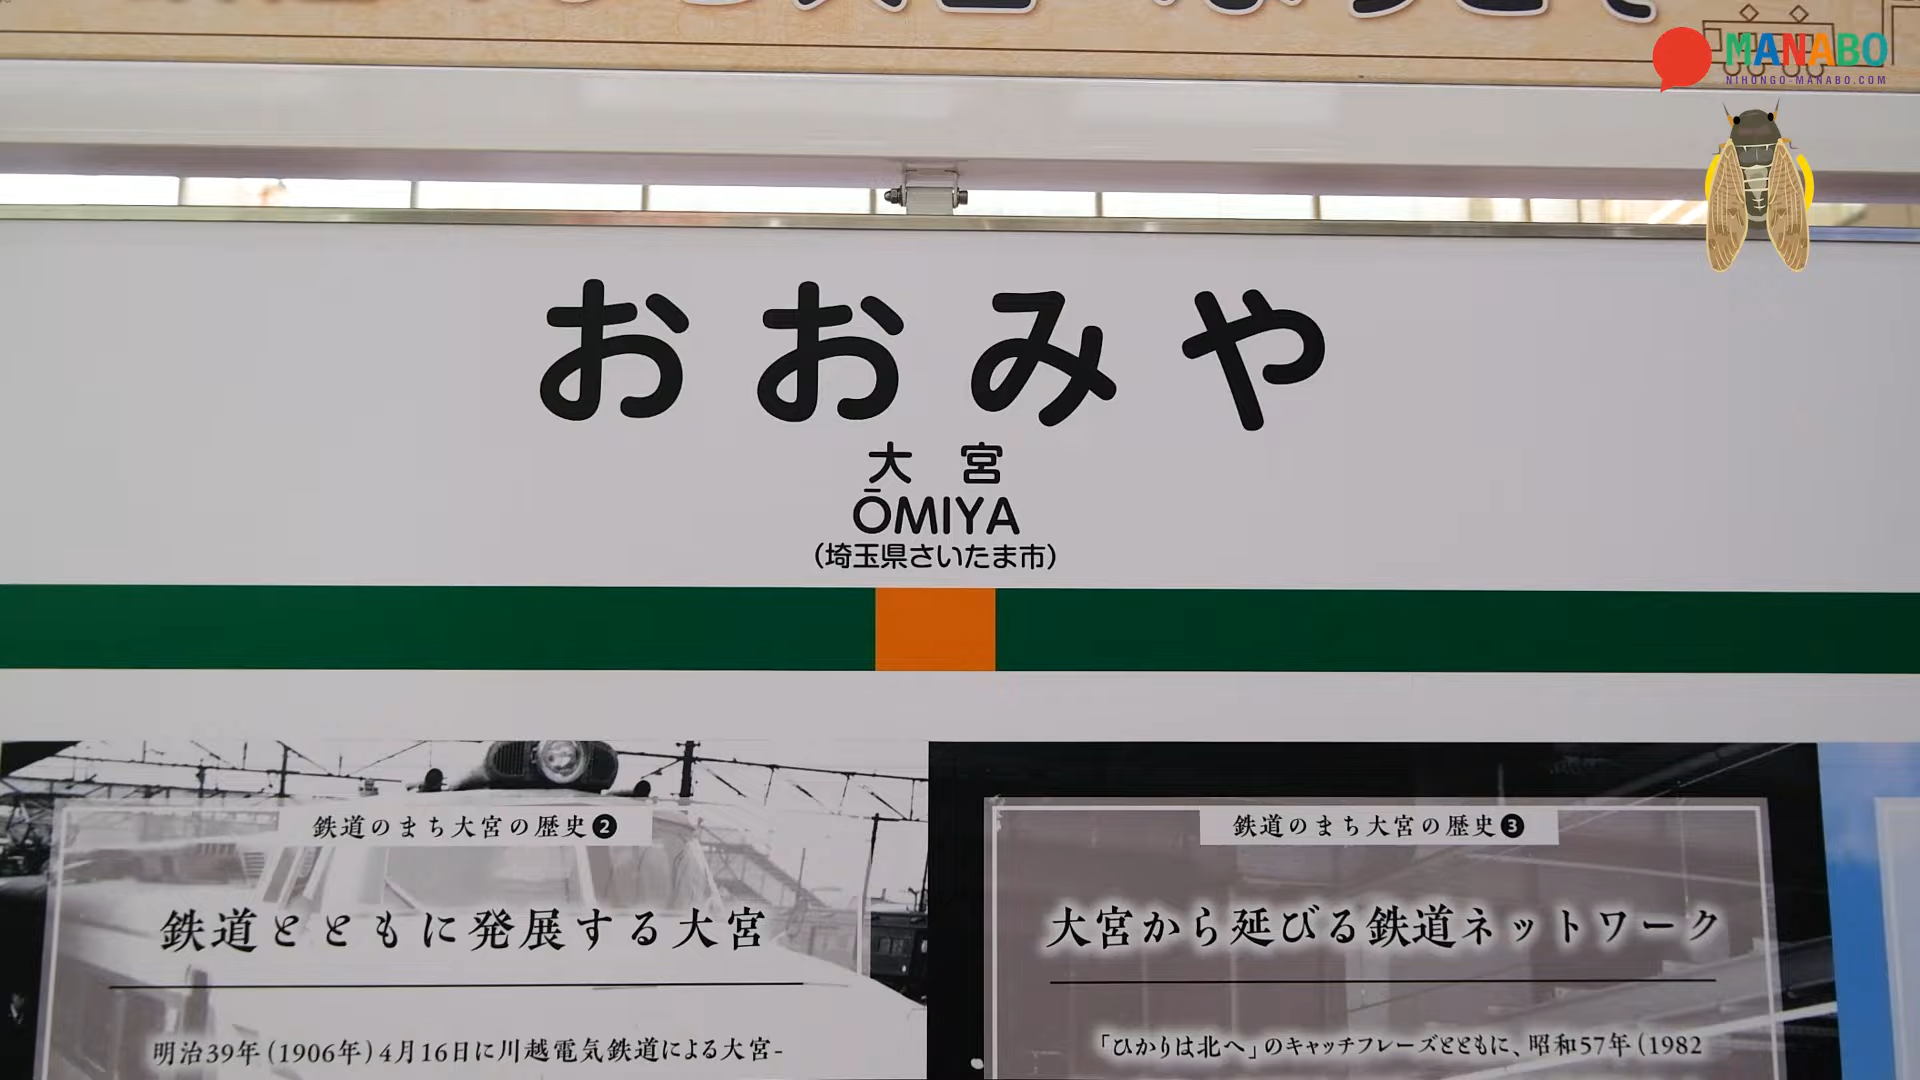 MANABO
NIHONGO-MANABO.COM
おおみや
大宮
ŌMIYA
(埼玉県さいたま市)
鉄道のまち大宮の歴史❷
鉄道とともに発展する大宮
明治39年(1906年)4月16日に川越電気鉄道による大宮-
鉄道のまち大宮の歴史❸
大宮から延びる鉄道ネットワーク
「ひかりは北へ」のキャッチフレーズとともに、昭和57年(1982